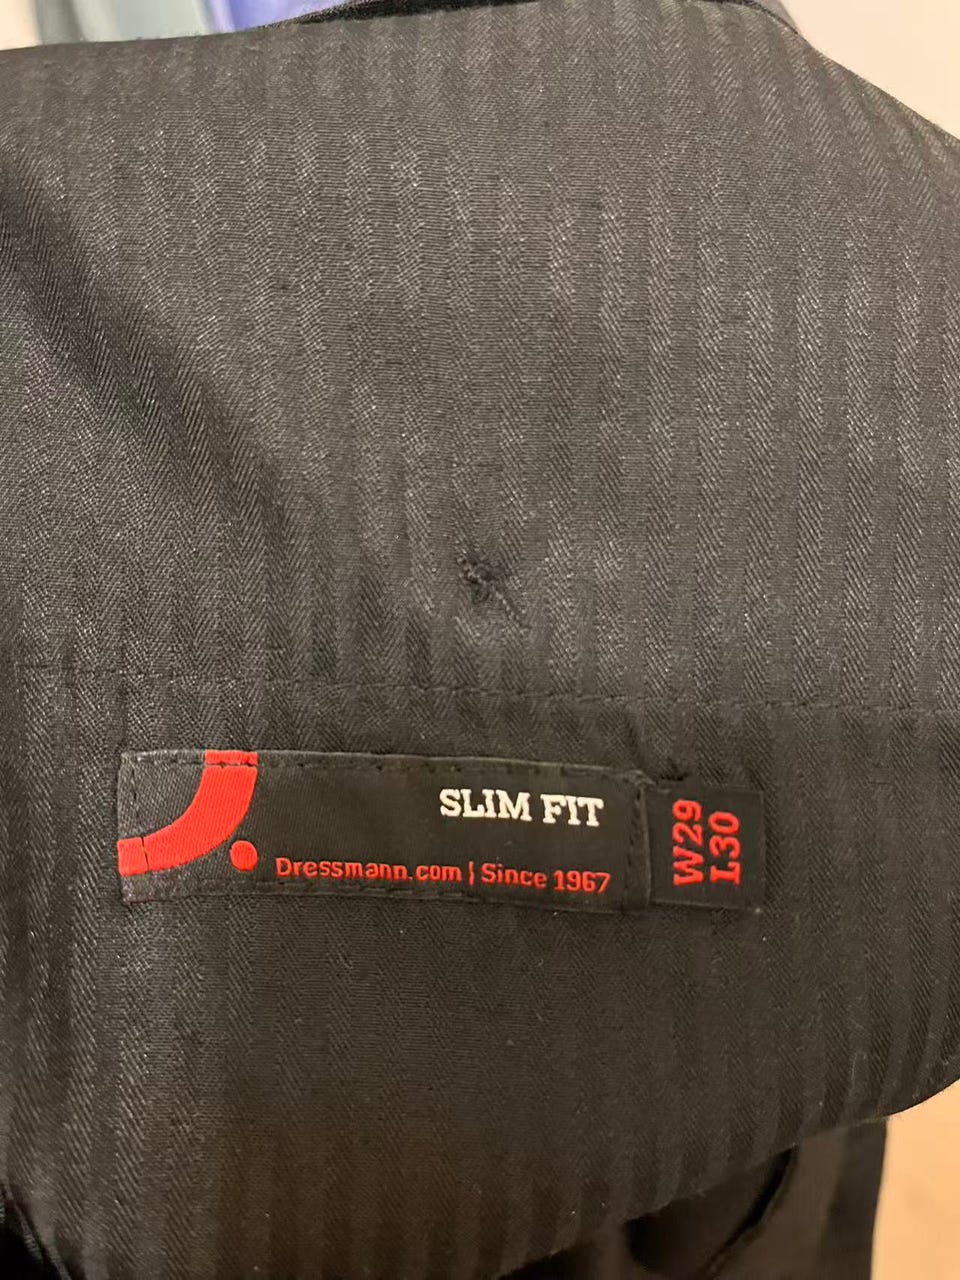 SLIM FIT
Dressmann.com | Since 1967
W29
L30